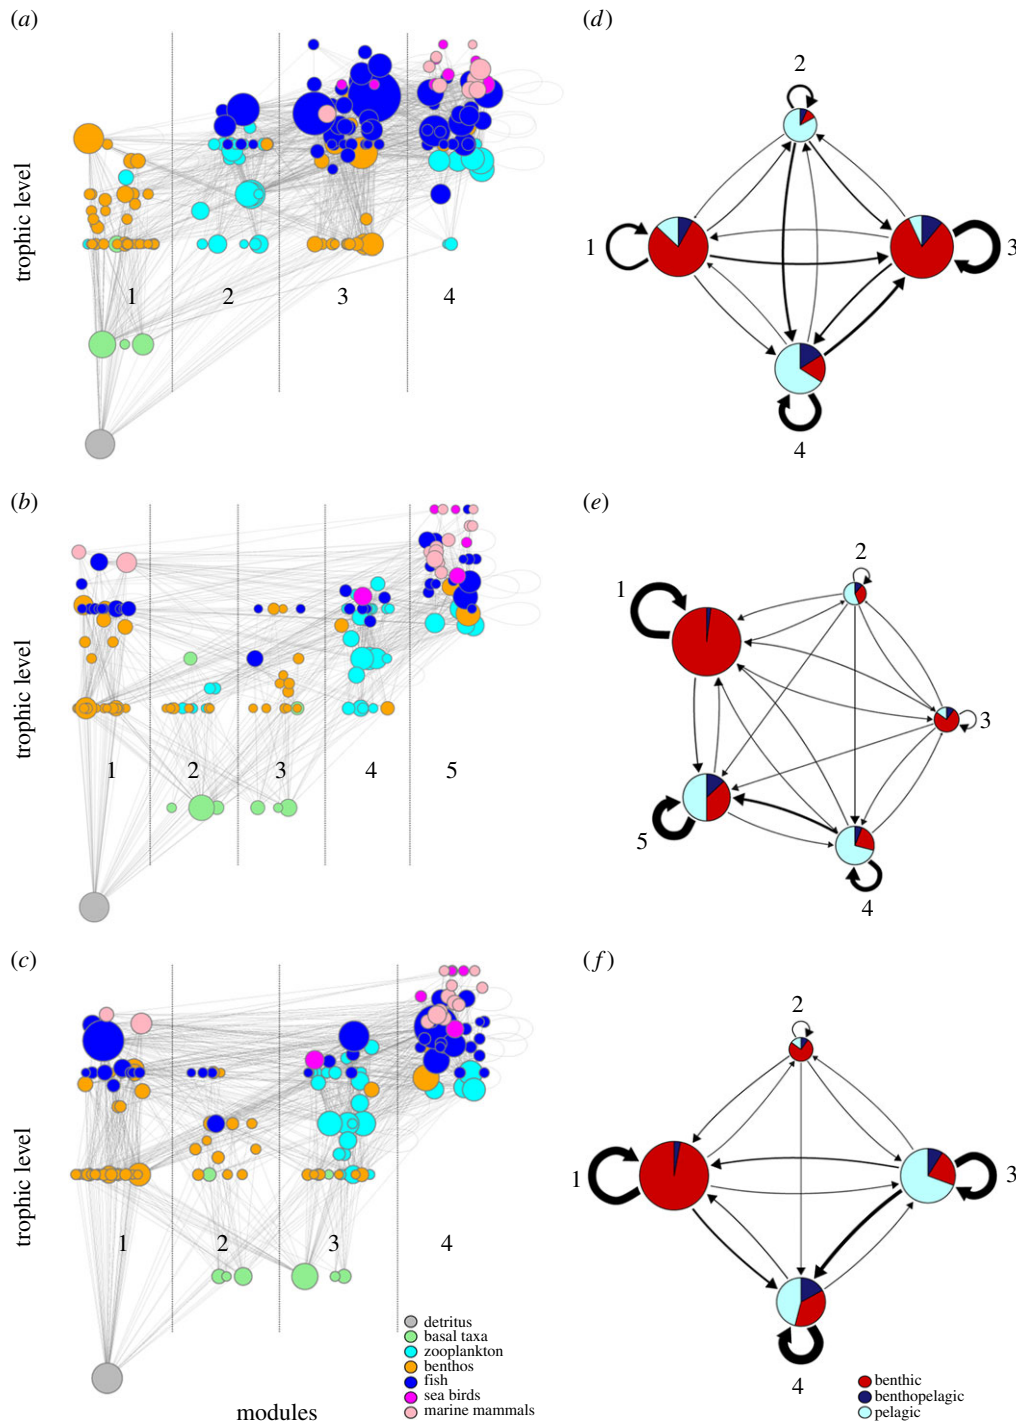 (a)
(d)
2
trophic level
1
2
3
4
1
3
4
(b)
(e)
trophic level
1
2
3
4
5
1
2
3
5
4
(c)
(f)
trophic level
1
2
3
4
2
1
3
4
detritus
basal taxa
zooplankton
benthos
fish
sea birds
marine mammals
modules
benthic
benthopelagic
pelagic